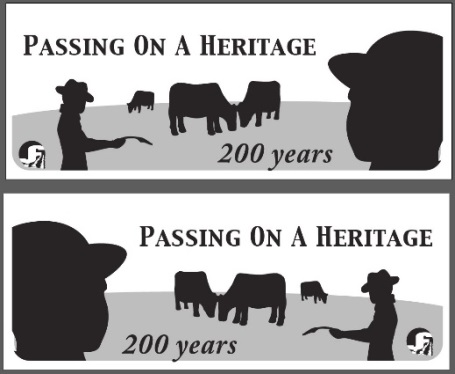 PASSING ON A HERITAGE
200 years
PASSING ON A HERITAGE
200 years